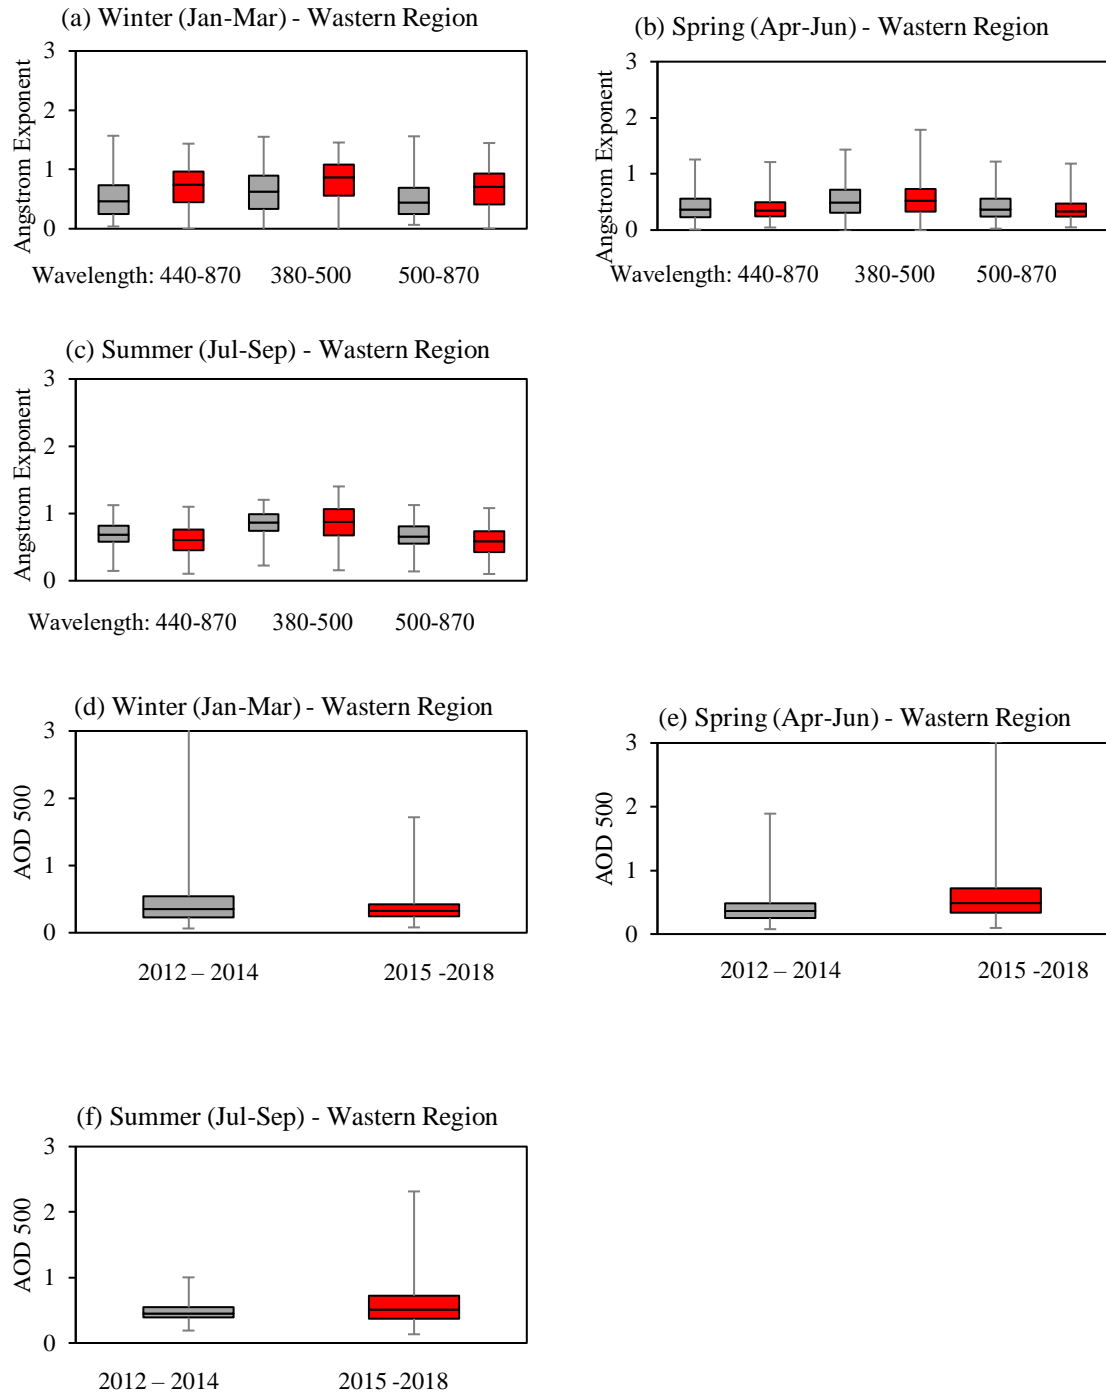 (a) Winter (Jan-Mar) - Wastern Region
3
2
1
0
Angstrom Exponent
Wavelength: 440-870 380-500 500-870
(b) Spring (Apr-Jun) - Wastern Region
3
2
1
0
Angstrom Exponent
Wavelength: 440-870 380-500 500-870
(c) Summer (Jul-Sep) - Wastern Region
3
2
1
0
Angstrom Exponent
Wavelength: 440-870 380-500 500-870
(d) Winter (Jan-Mar) - Wastern Region
3
2
1
0
AOD 500
2012 – 2014 2015 -2018
(e) Spring (Apr-Jun) - Wastern Region
3
2
1
0
AOD 500
2012 – 2014 2015 -2018
(f) Summer (Jul-Sep) - Wastern Region
3
2
1
0
AOD 500
2012 – 2014 2015 -2018